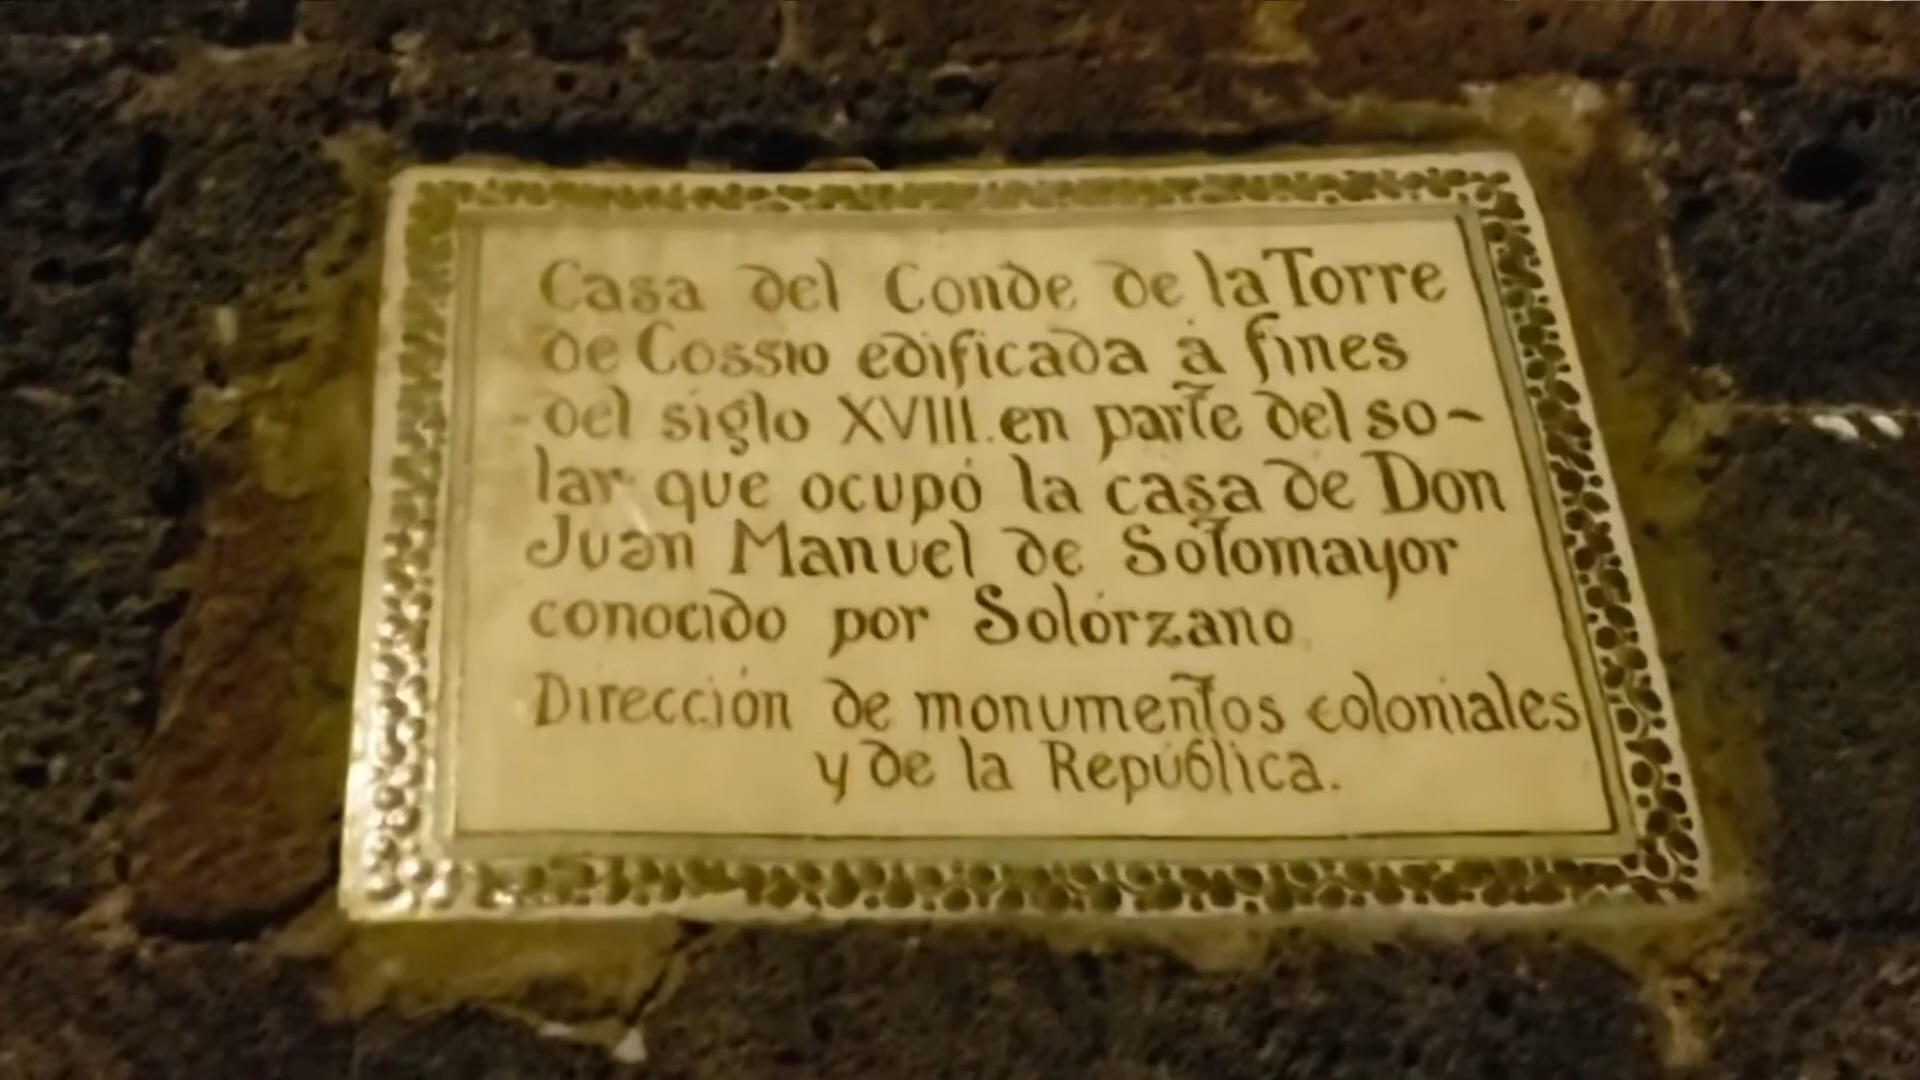 Casa del Conde de la Torre
de Cossio edificada á fines
del siglo XVIII. en parte del so-
lar que ocupó la casa de Don
Juan Manuel de Sotomayor
conocido por Solórzano.
Dirección de monumentos coloniales
y de la República.